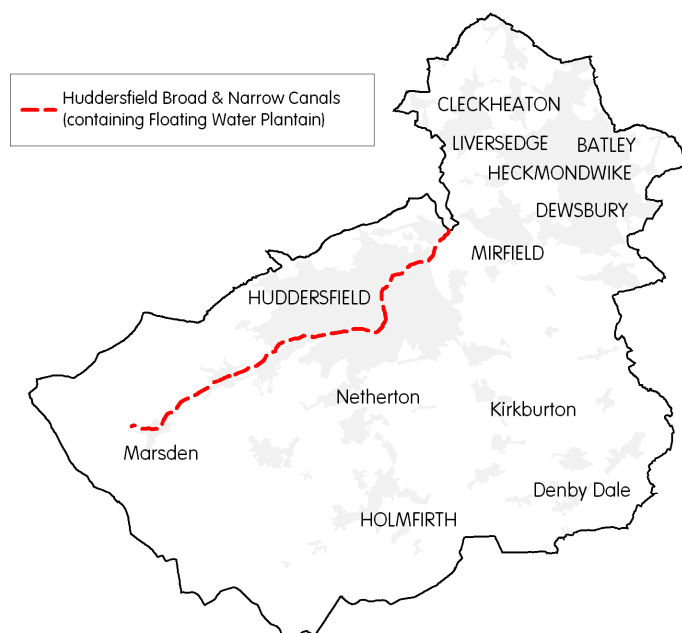 Huddersfield Broad & Narrow Canals
(containing Floating Water Plantain)
CLECKHEATON
LIVERSEDGE
BATLEY
HECKMONDWIKE
DEWSBURY
MIRFIELD
HUDDERSFIELD
Netherton
Kirkburton
Marsden
Denby Dale
HOLMFIRTH